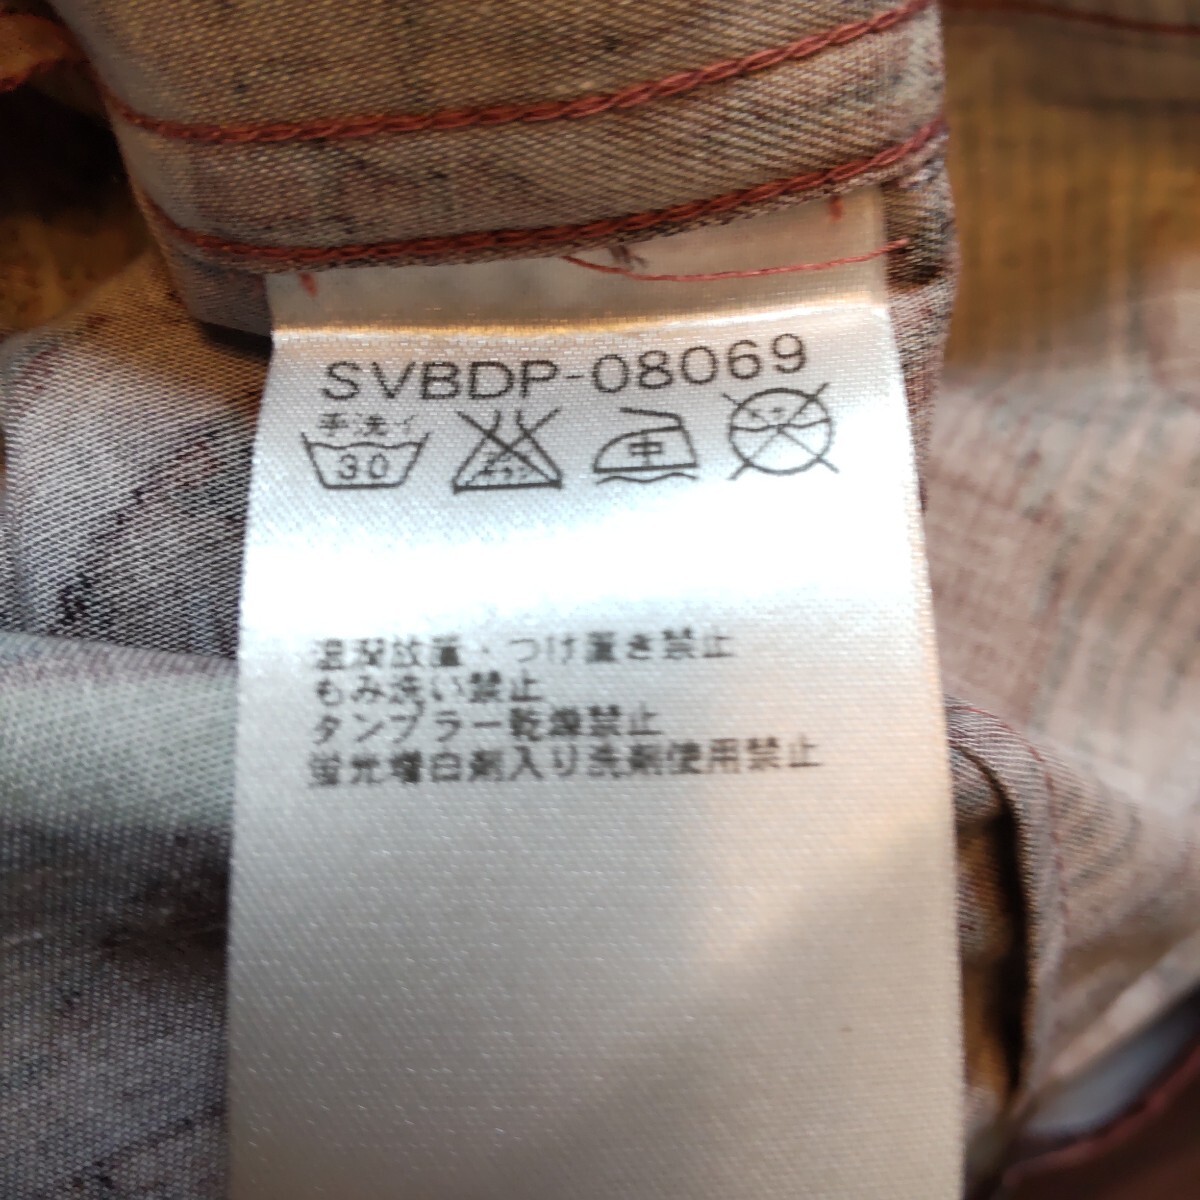 SVBDP-08069
手洗イ
30
中
湿潤放置・つけ置き禁止
もみ洗い禁止
タンブラー乾燥禁止
蛍光増白剤入り洗剤使用禁止